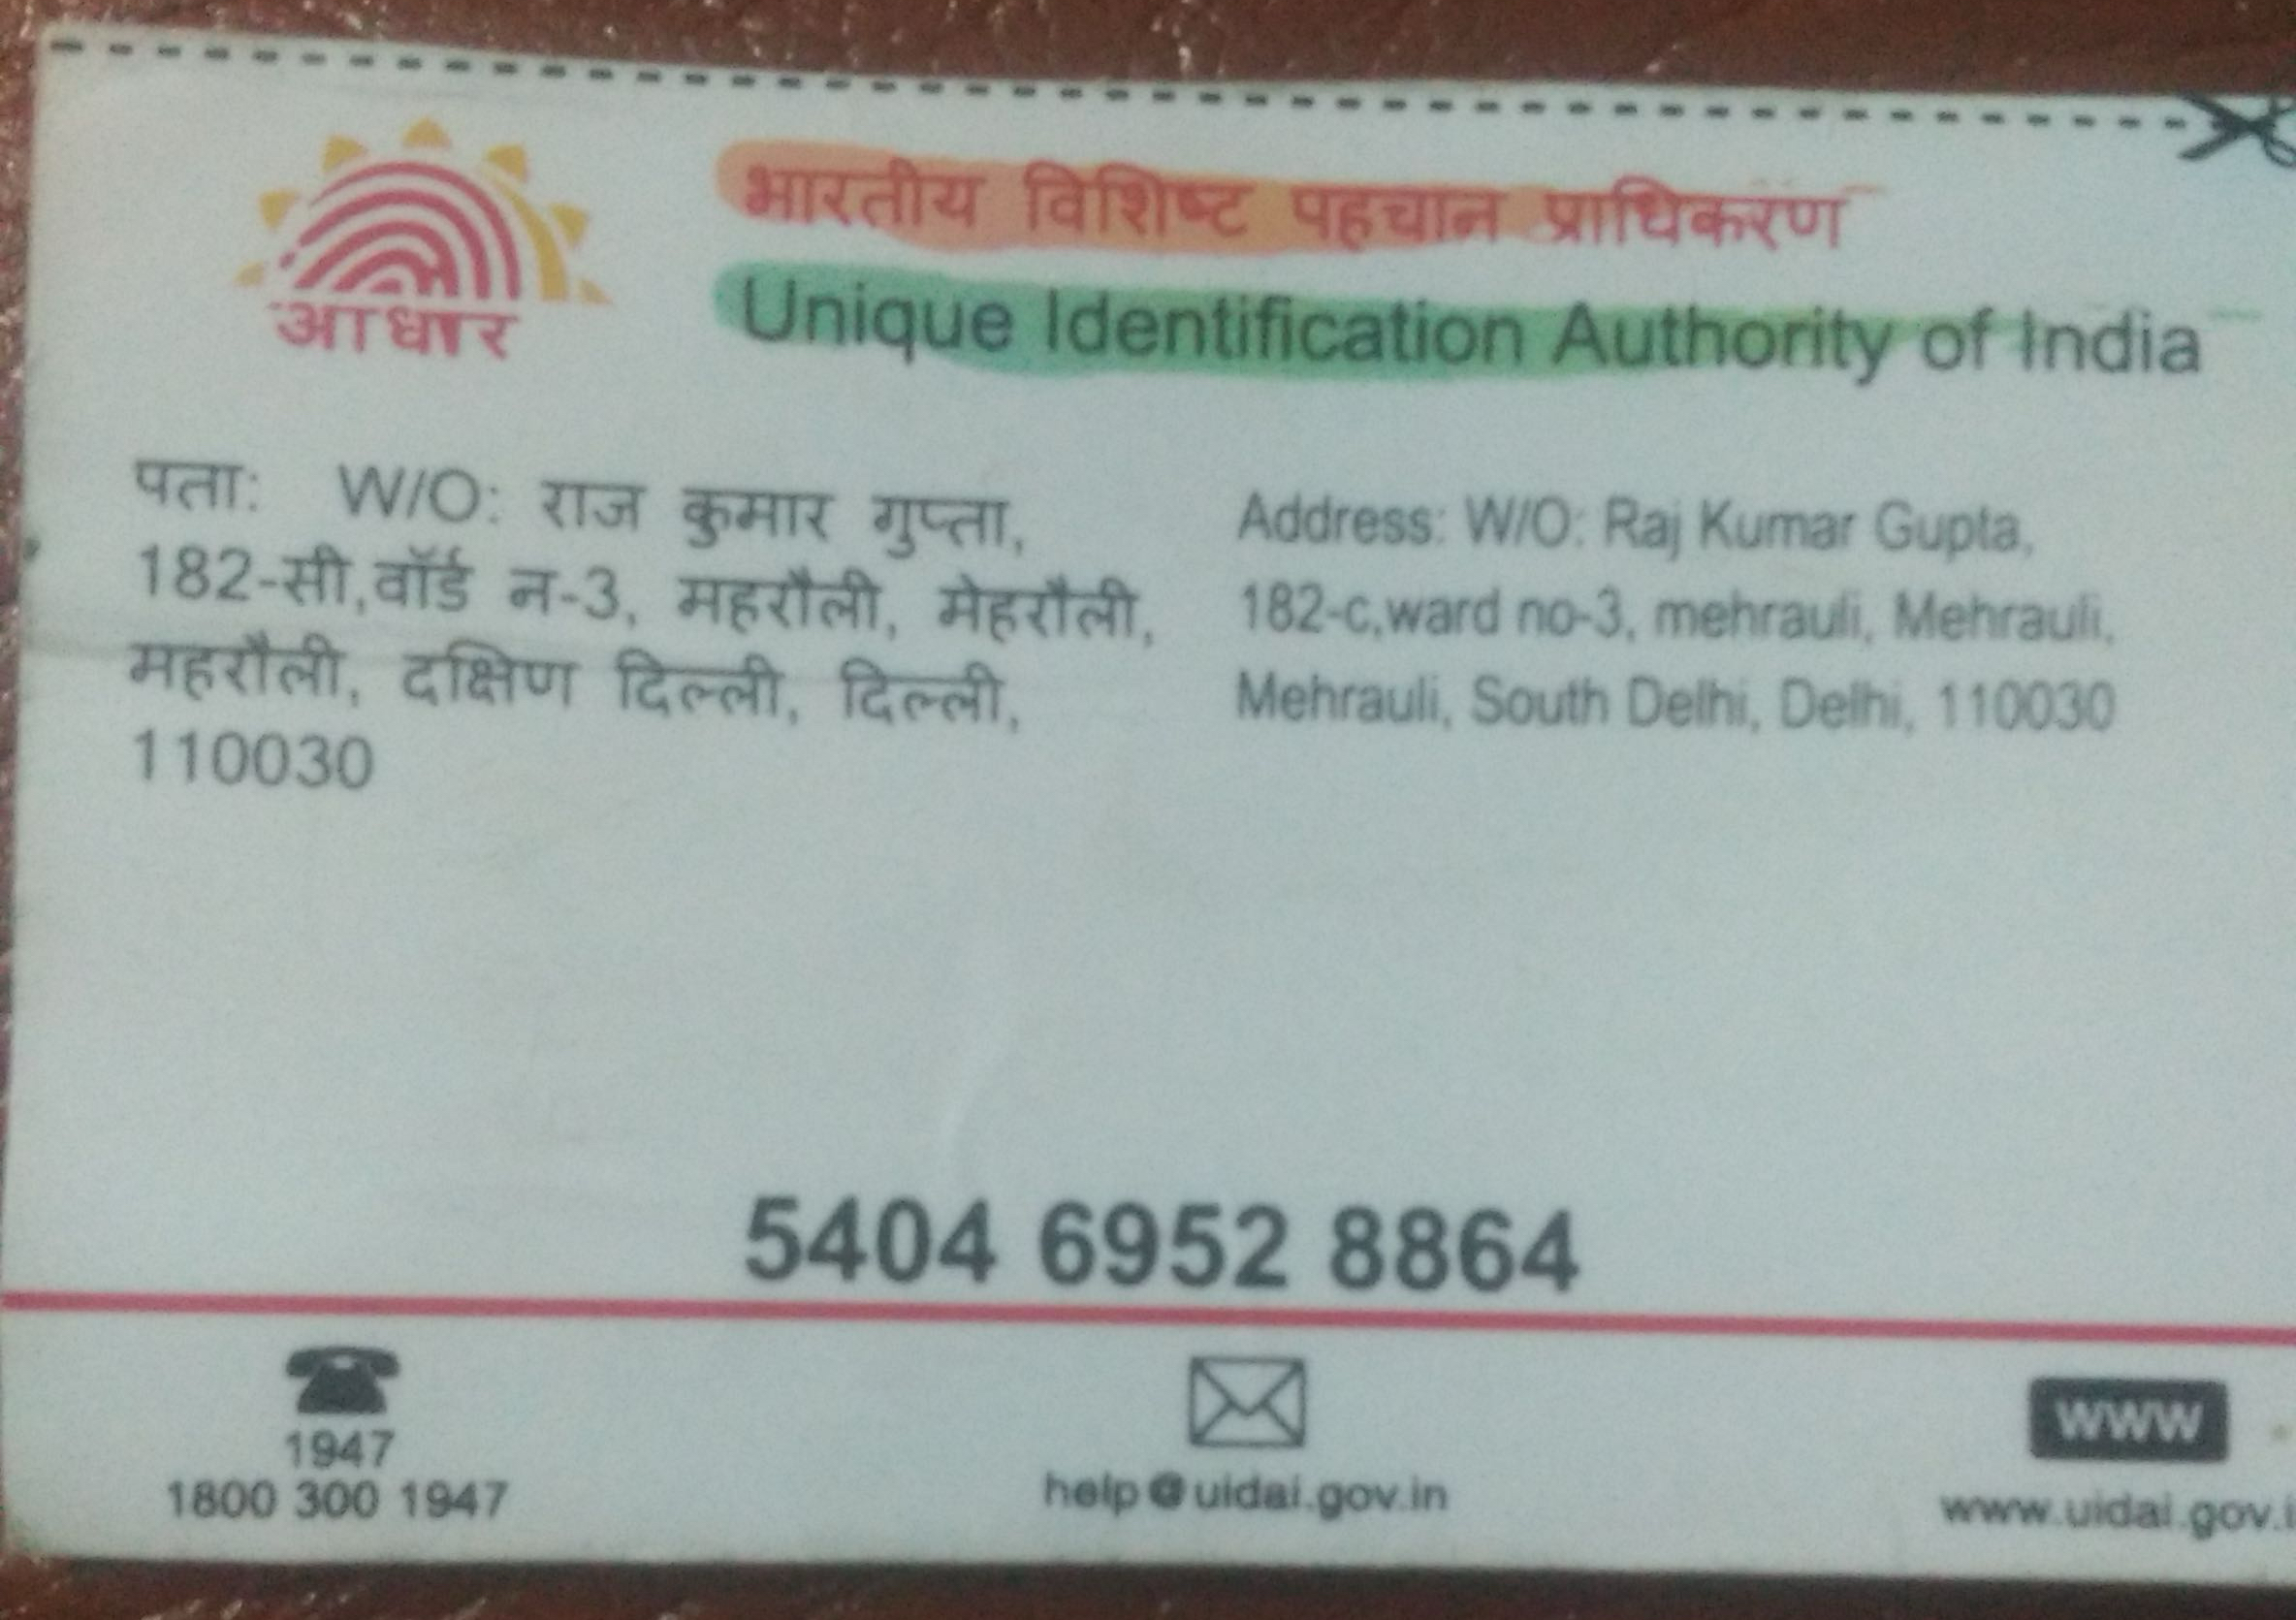 आधार
भारतीय विशिष्ट पहचान प्राधिकरण
Unique Identification Authority of India
पता: W/O: राज कुमार गुप्ता,
182-सी,वॉर्ड न-3, महरौली, मेहरौली,
महरौली, दक्षिण दिल्ली, दिल्ली,
110030
Address: W/O: Raj Kumar Gupta,
182-c,ward no-3, mehrauli, Mehrauli,
Mehrauli, South Delhi, Delhi, 110030
5404 6952 8864
1947
1800 300 1947
help@uidai.gov.in
www
www.uidai.gov.i